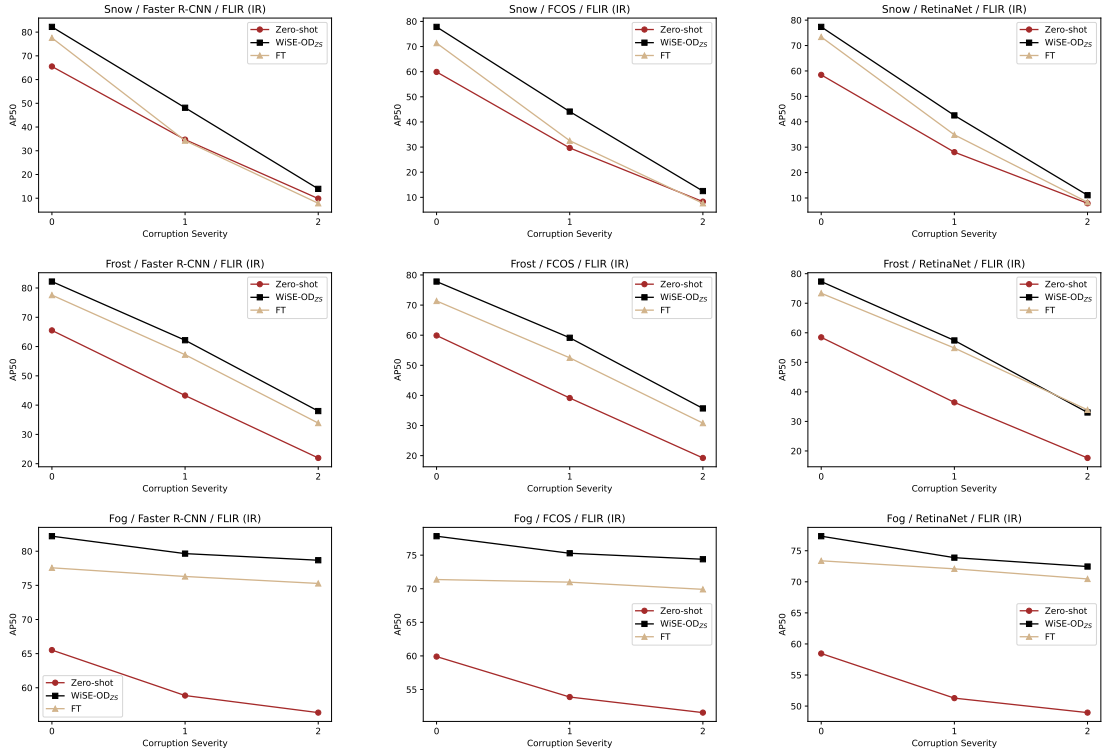 Snow / Faster R-CNN / FLIR (IR)
AP50
80
70
60
50
40
30
20
10
Zero-shot
WiSE-OD_ZS
FT
0 1 2
Corruption Severity
Snow / FCOS / FLIR (IR)
AP50
80
70
60
50
40
30
20
10
Zero-shot
WiSE-OD_ZS
FT
0 1 2
Corruption Severity
Snow / RetinaNet / FLIR (IR)
AP50
80
70
60
50
40
30
20
10
Zero-shot
WiSE-OD_ZS
FT
0 1 2
Corruption Severity
Frost / Faster R-CNN / FLIR (IR)
AP50
80
70
60
50
40
30
20
Zero-shot
WiSE-OD_ZS
FT
0 1 2
Corruption Severity
Frost / FCOS / FLIR (IR)
AP50
80
70
60
50
40
30
20
Zero-shot
WiSE-OD_ZS
FT
0 1 2
Corruption Severity
Frost / RetinaNet / FLIR (IR)
AP50
80
70
60
50
40
30
20
Zero-shot
WiSE-OD_ZS
FT
0 1 2
Corruption Severity
Fog / Faster R-CNN / FLIR (IR)
AP50
80
75
70
65
60
Zero-shot
WiSE-OD_ZS
FT
0 1 2
Corruption Severity
Fog / FCOS / FLIR (IR)
AP50
75
70
65
60
55
Zero-shot
WiSE-OD_ZS
FT
0 1 2
Corruption Severity
Fog / RetinaNet / FLIR (IR)
AP50
75
70
65
60
55
50
Zero-shot
WiSE-OD_ZS
FT
0 1 2
Corruption Severity